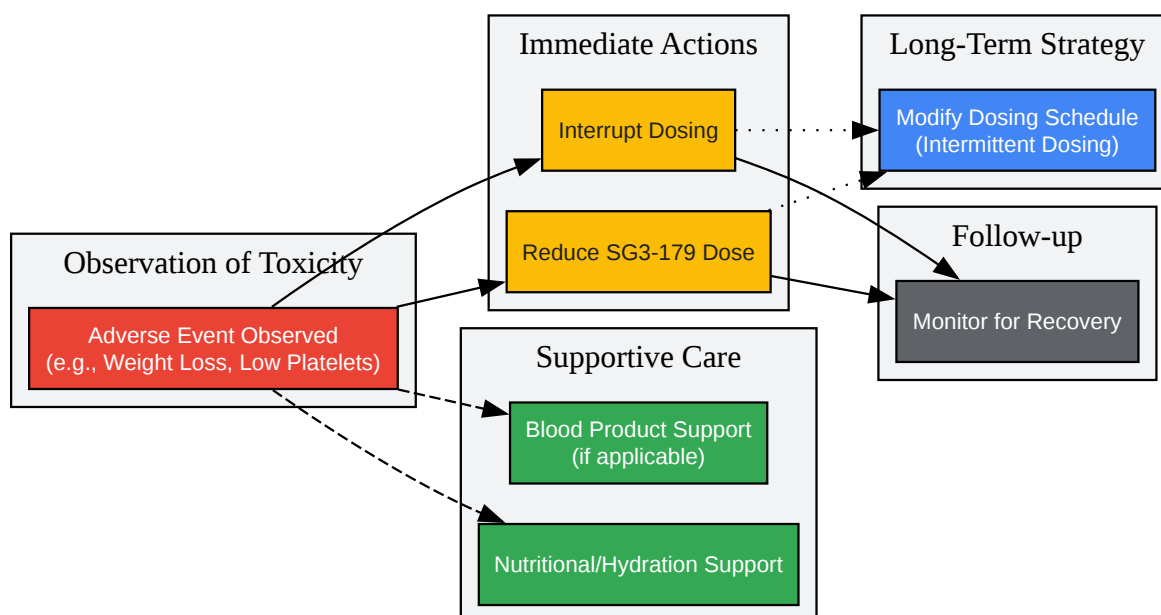 Observation of Toxicity
Adverse Event Observed
(e.g., Weight Loss, Low Platelets)
Immediate Actions
Interrupt Dosing
Reduce SG3-179 Dose
Supportive Care
Blood Product Support
(if applicable)
Nutritional/Hydration Support
Long-Term Strategy
Modify Dosing Schedule
(Intermittent Dosing)
Follow-up
Monitor for Recovery